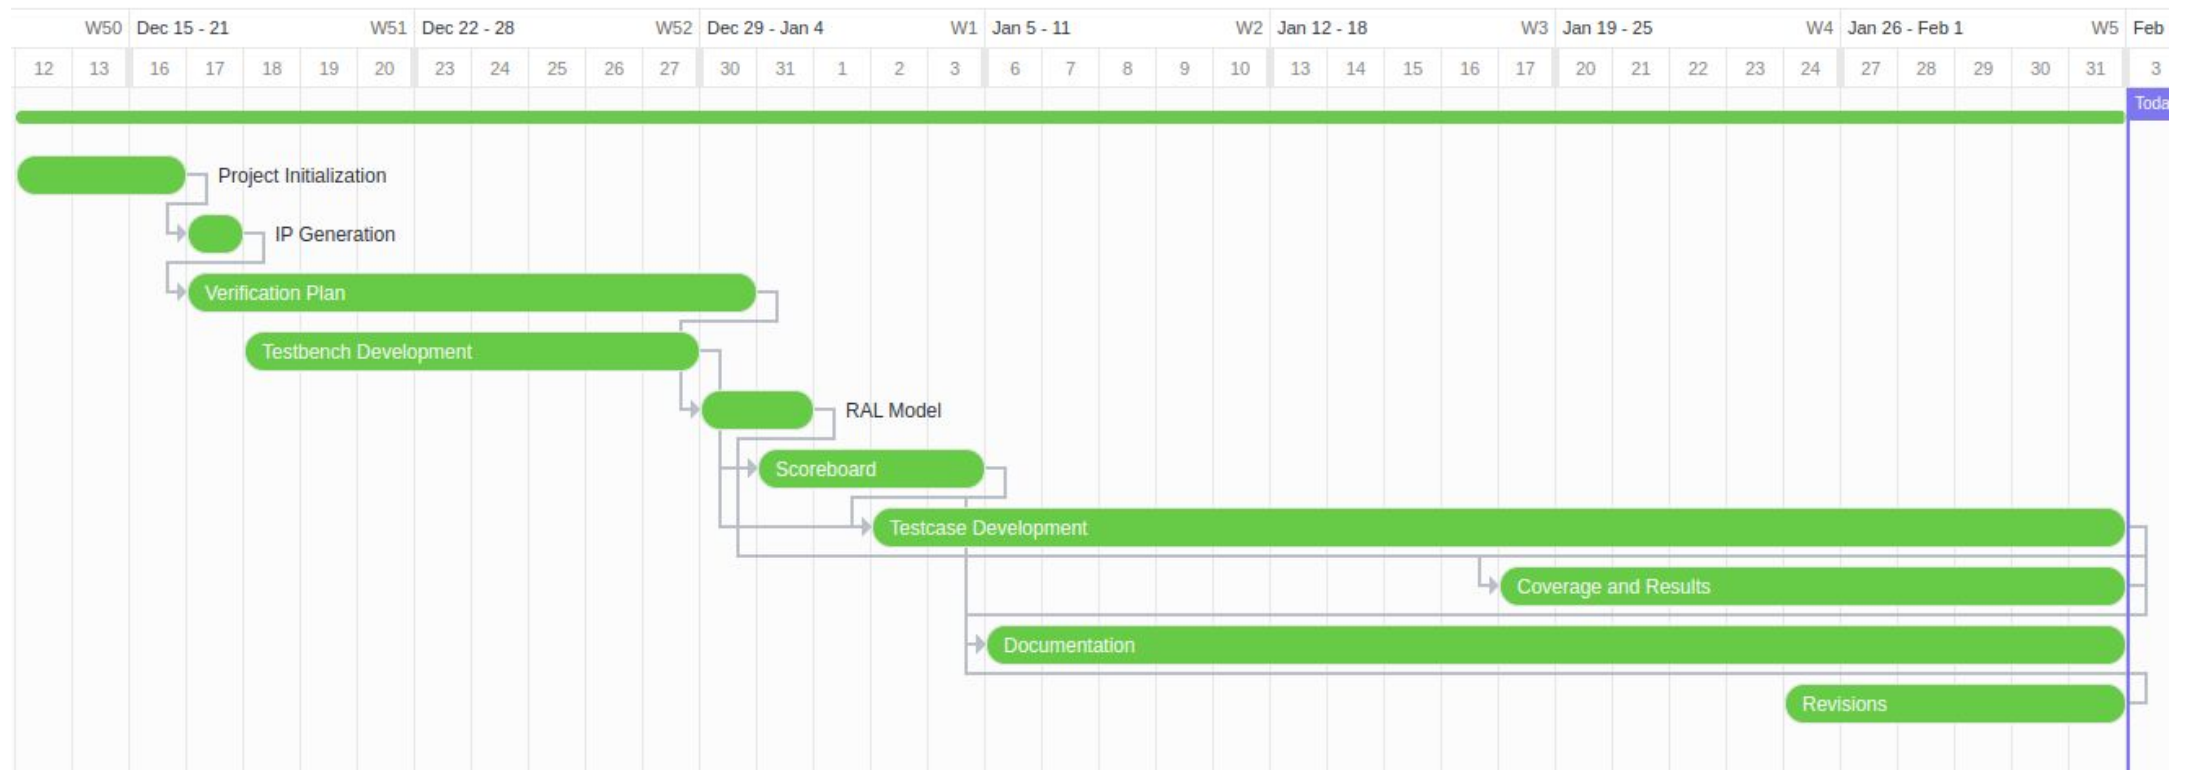 W50 Dec 15 - 21 W51 Dec 22 - 28 W52 Dec 29 - Jan 4 W1 Jan 5 - 11 W2 Jan 12 - 18 W3 Jan 19 - 25 W4 Jan 26 - Feb 1 W5 Feb
12 13 16 17 18 19 20 23 24 25 26 27 30 31 1 2 3 6 7 8 9 10 13 14 15 16 17 20 21 22 23 24 27 28 29 30 31 3
Toda
Project Initialization
IP Generation
Verification Plan
Testbench Development
RAL Model
Scoreboard
Testcase Development
Coverage and Results
Documentation
Revisions